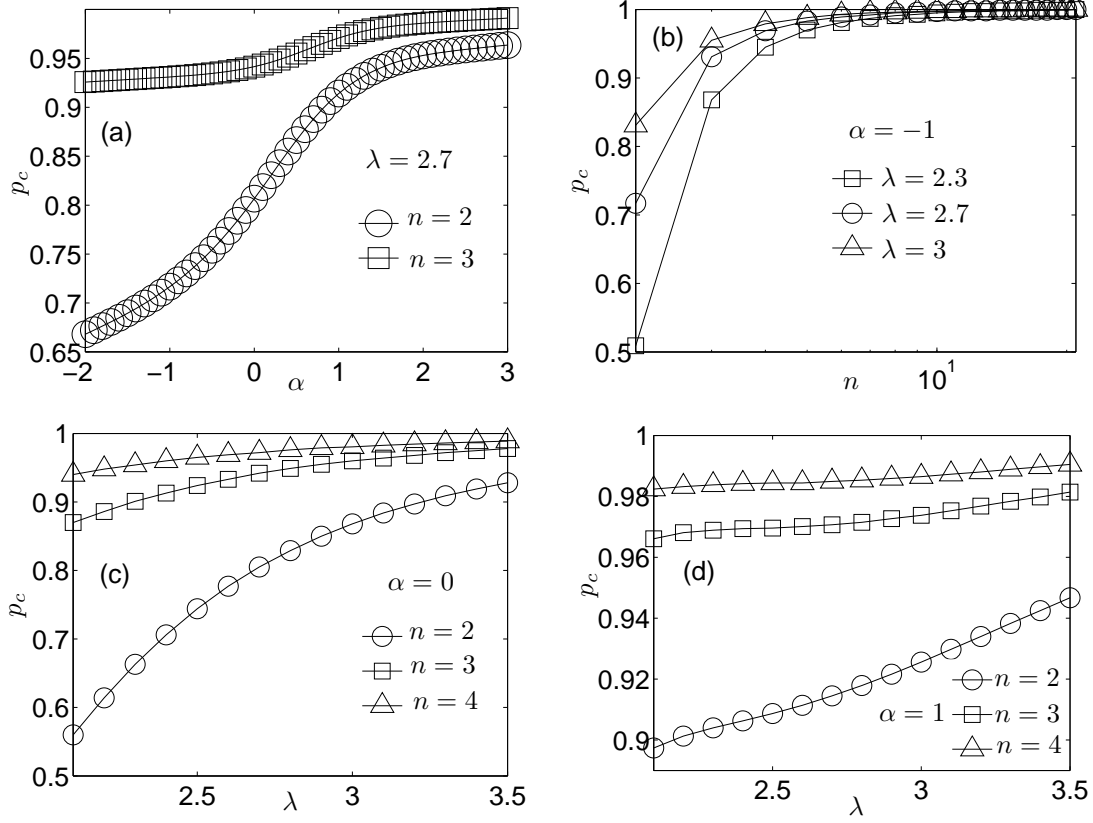 0.95
0.9
0.85
0.8
0.75
0.7
0.65
−2 −1 0 1 2 3
p_c
α
(a)
λ = 2.7
n = 2
n = 3
1
0.9
0.8
0.7
0.6
0.5
10¹
p_c
n
(b)
α = −1
λ = 2.3
λ = 2.7
λ = 3
1
0.9
0.8
0.7
0.6
0.5
2.5 3 3.5
p_c
λ
(c)
α = 0
n = 2
n = 3
n = 4
1
0.98
0.96
0.94
0.92
0.9
2.5 3 3.5
p_c
λ
(d)
α = 1
n = 2
n = 3
n = 4